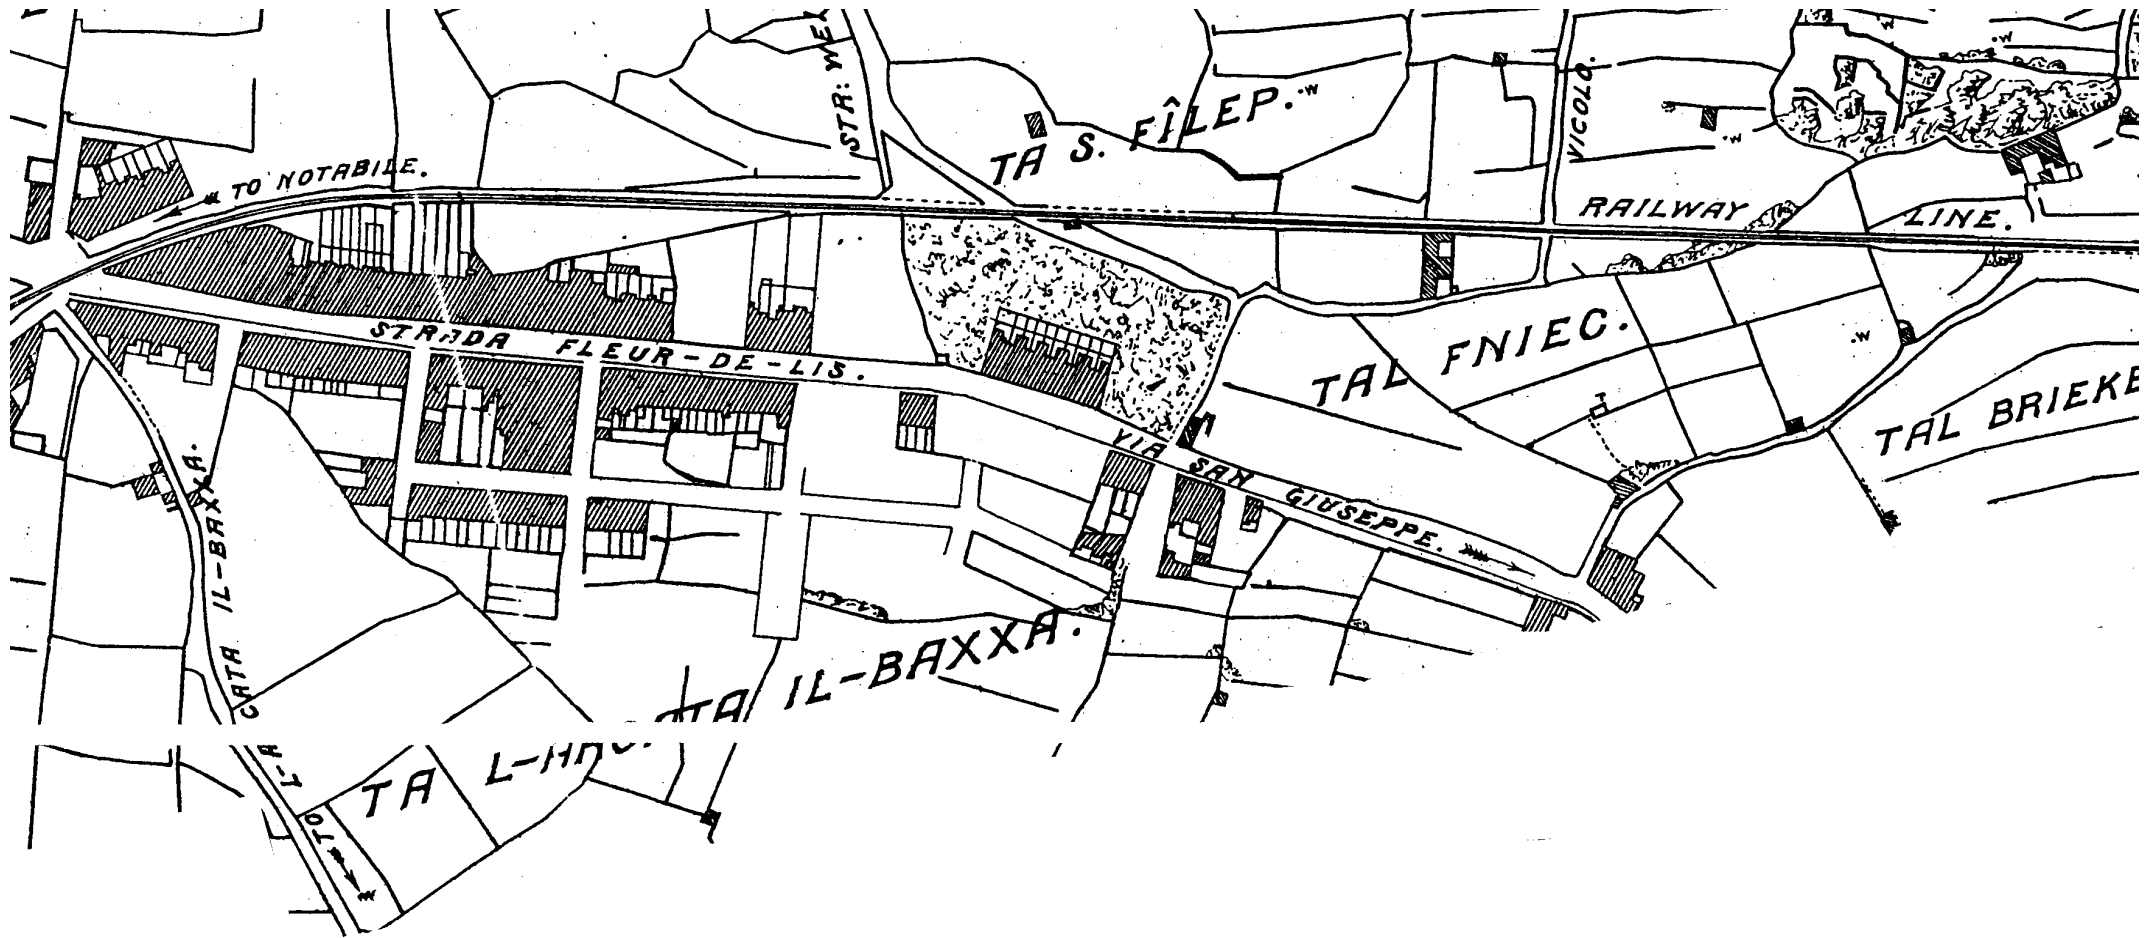 STR: WE
VICOLO.
TA S. FÎLEP.
W
W
W
TO NOTABILE.
RAILWAY LINE.
STRADA FLEUR-DE-LIS.
TAL FNIEC.
W
TAL BRIEKE
VIA SAN GIUSEPPE.
CATA IL-BAXXA.
TA IL-BAXXA.
TA
TO